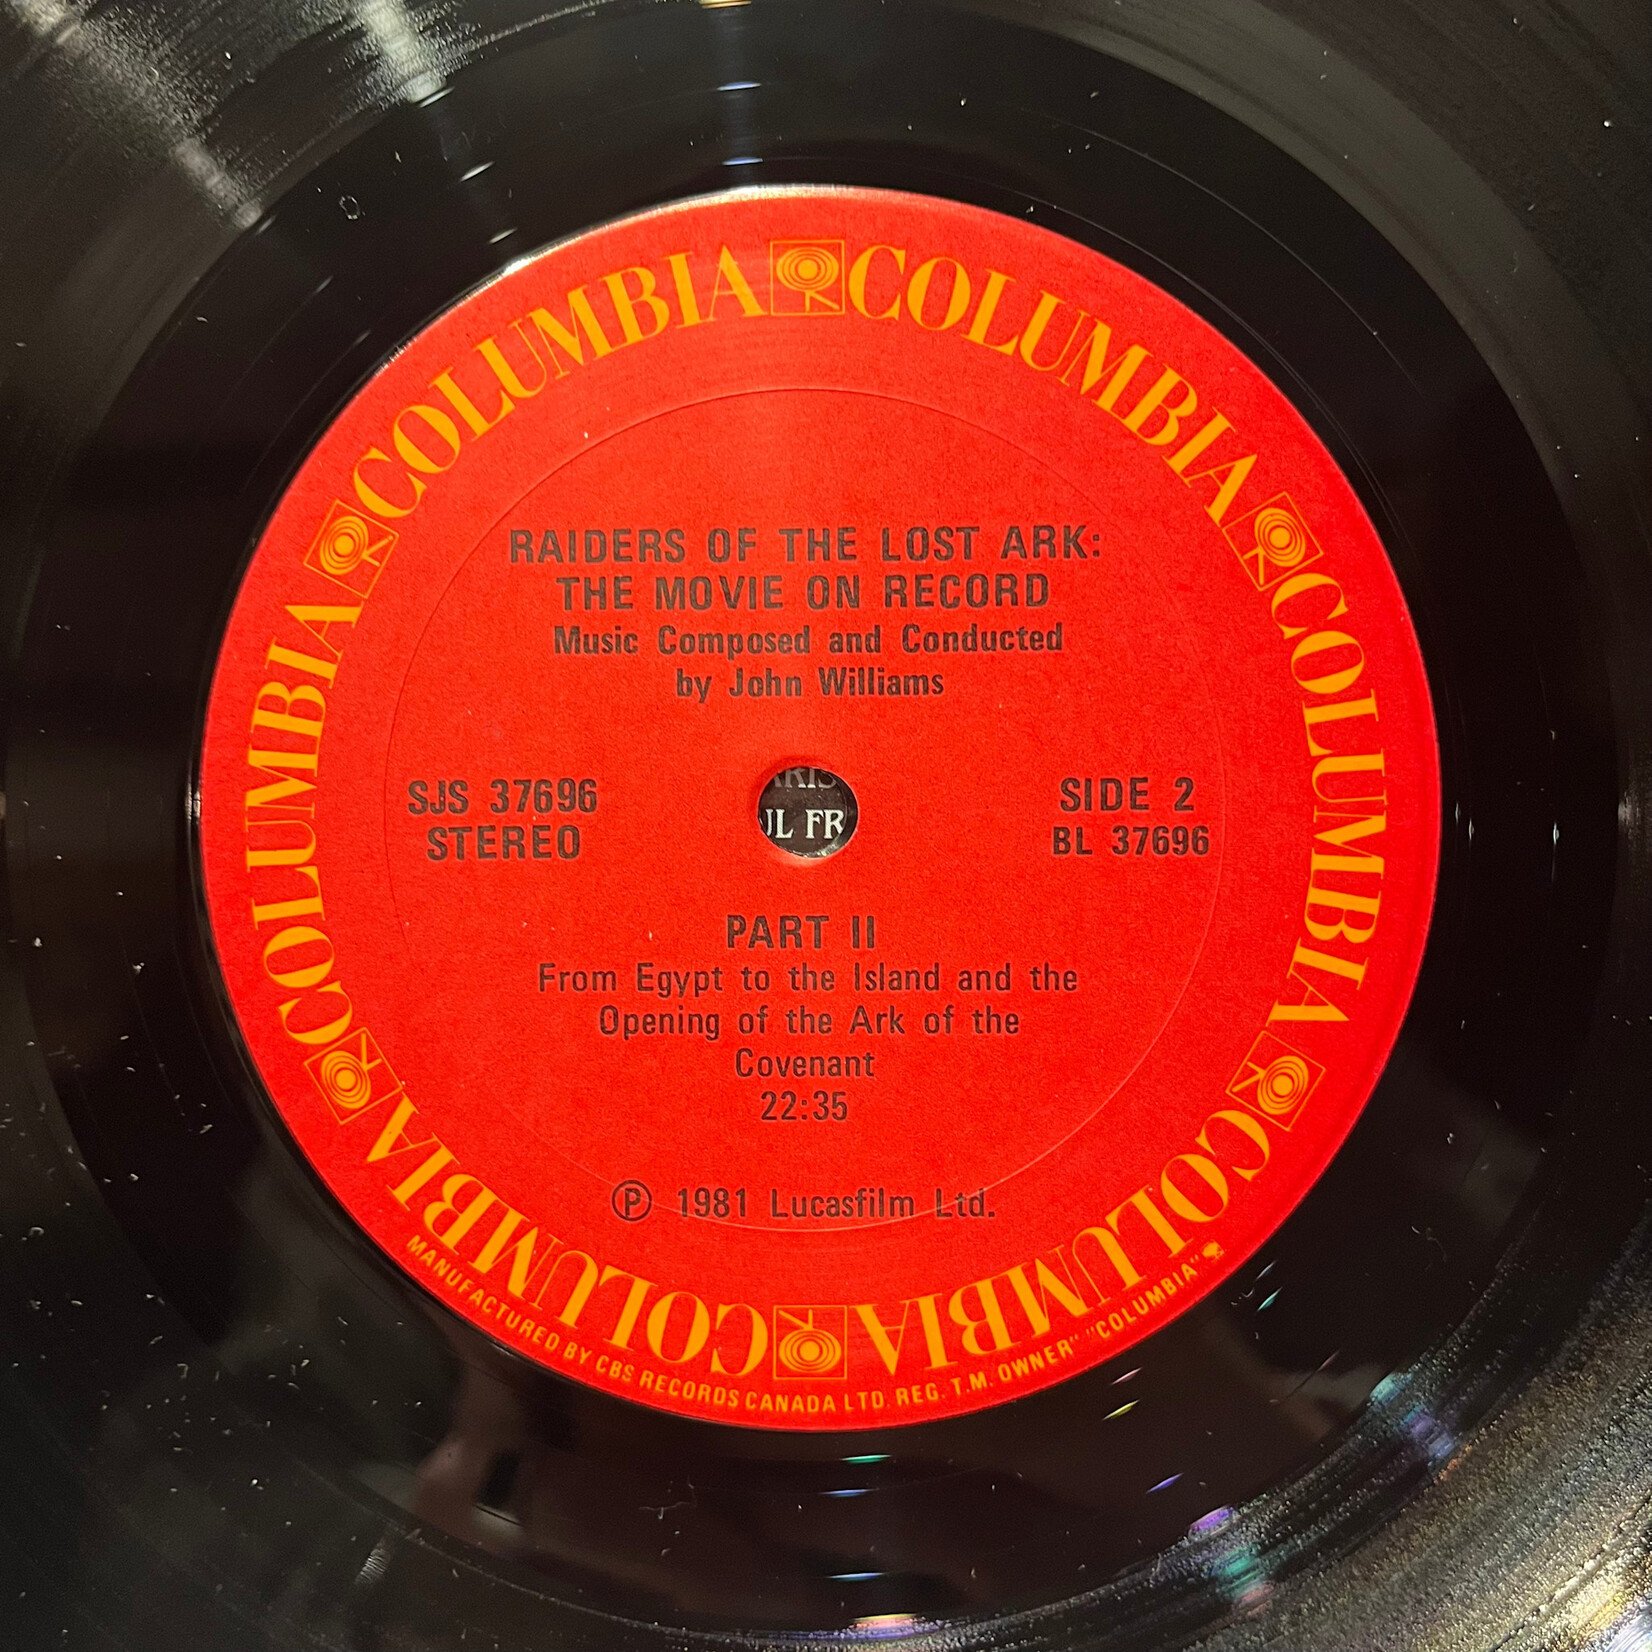 COLUMBIA COLUMBIA COLUMBIA COLUMBIA COLUMBIA COLUMBIA
RAIDERS OF THE LOST ARK:
THE MOVIE ON RECORD
Music Composed and Conducted
by John Williams
SJS 37696
STEREO
SIDE 2
BL 37696
FR
PART II
From Egypt to the Island and the
Opening of the Ark of the
Covenant
22:35
Ⓟ 1981 Lucasfilm Ltd.
MANUFACTURED BY CBS RECORDS CANADA LTD. REG. T.M. OWNER" "COLUMBIA"